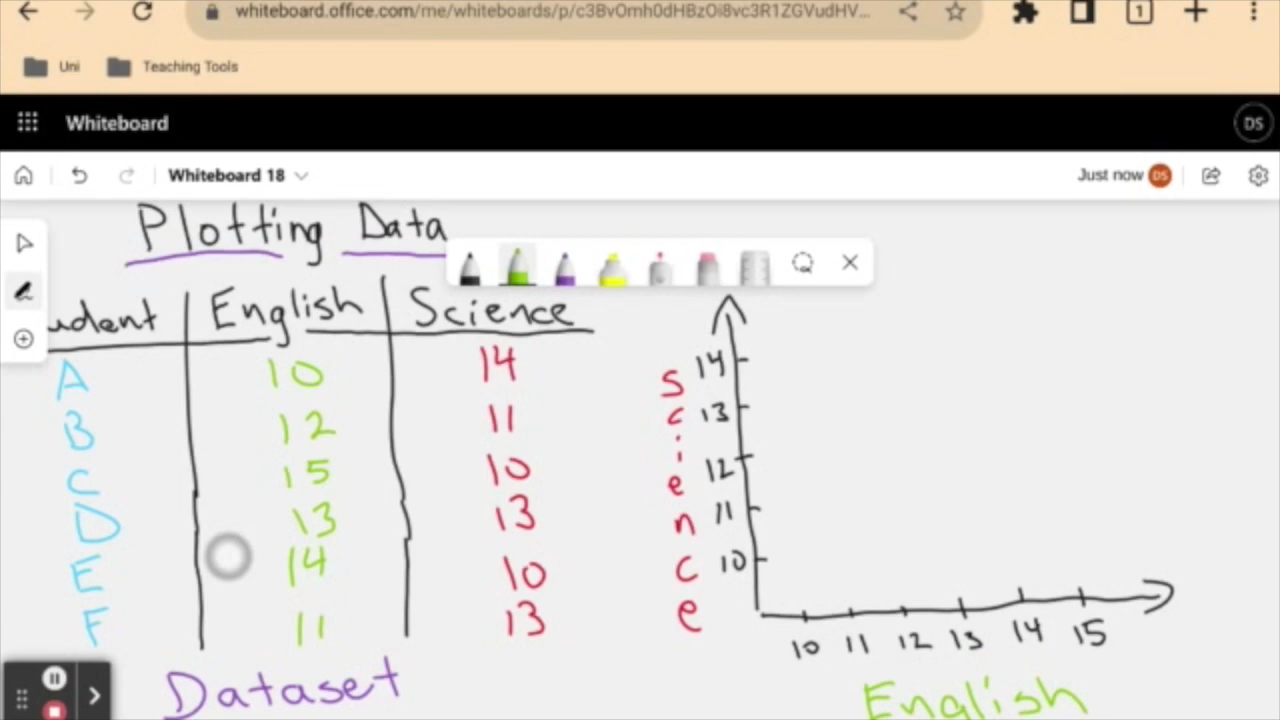 whiteboard.office.com/me/whiteboards/p/c3BvOmh0dHBzOi8vc3R1ZGVudHV... 1
Uni Teaching Tools
Whiteboard DS
Whiteboard 18 Just now DS
Plotting Data
udent English Science
A 10 14
B 12 11
C 15 10
D 13 13
E 14 10
F 11 13
Dataset
Science
14
13
12
11
10
10 11 12 13 14 15
English